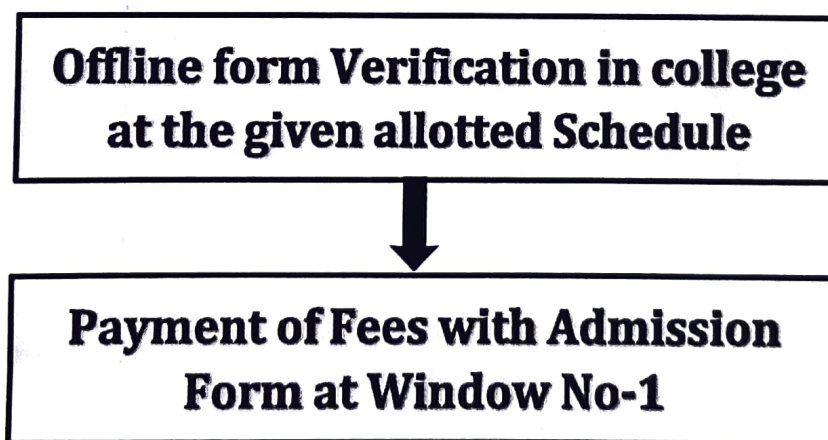 Offline form Verification in college
at the given allotted Schedule
Payment of Fees with Admission
Form at Window No-1